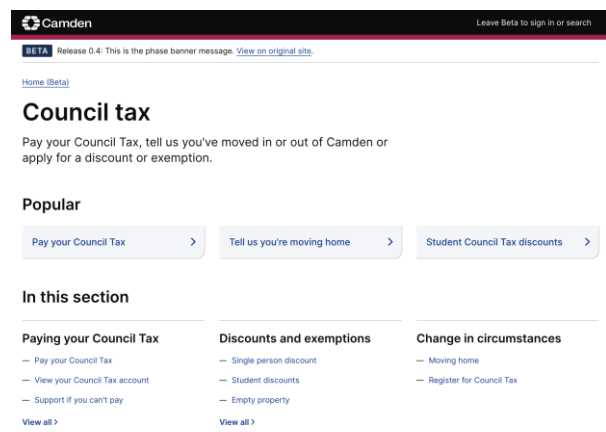 Camden
Leave Beta to sign in or search
BETA Release 0.4: This is the phase banner message. View on original site.
Home (Beta)
Council tax
Pay your Council Tax, tell us you've moved in or out of Camden or
apply for a discount or exemption.
Popular
Pay your Council Tax
Tell us you're moving home
Student Council Tax discounts
In this section
Paying your Council Tax
— Pay your Council Tax
— View your Council Tax account
— Support if you can't pay
View all >
Discounts and exemptions
— Single person discount
— Student discounts
— Empty property
View all >
Change in circumstances
— Moving home
— Register for Council Tax